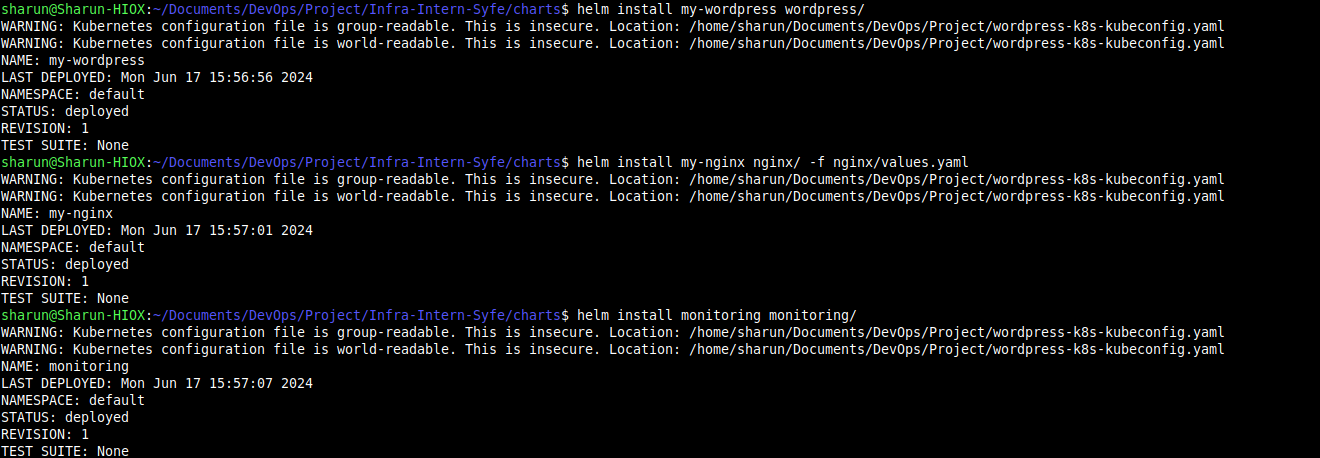 sharun@Sharun-HIOX:~/Documents/DevOps/Project/Infra-Intern-Syfe/charts$ helm install my-wordpress wordpress/
WARNING: Kubernetes configuration file is group-readable. This is insecure. Location: /home/sharun/Documents/DevOps/Project/wordpress-k8s-kubeconfig.yaml
WARNING: Kubernetes configuration file is world-readable. This is insecure. Location: /home/sharun/Documents/DevOps/Project/wordpress-k8s-kubeconfig.yaml
NAME: my-wordpress
LAST DEPLOYED: Mon Jun 17 15:56:56 2024
NAMESPACE: default
STATUS: deployed
REVISION: 1
TEST SUITE: None
sharun@Sharun-HIOX:~/Documents/DevOps/Project/Infra-Intern-Syfe/charts$ helm install my-nginx nginx/ -f nginx/values.yaml
WARNING: Kubernetes configuration file is group-readable. This is insecure. Location: /home/sharun/Documents/DevOps/Project/wordpress-k8s-kubeconfig.yaml
WARNING: Kubernetes configuration file is world-readable. This is insecure. Location: /home/sharun/Documents/DevOps/Project/wordpress-k8s-kubeconfig.yaml
NAME: my-nginx
LAST DEPLOYED: Mon Jun 17 15:57:01 2024
NAMESPACE: default
STATUS: deployed
REVISION: 1
TEST SUITE: None
sharun@Sharun-HIOX:~/Documents/DevOps/Project/Infra-Intern-Syfe/charts$ helm install monitoring monitoring/
WARNING: Kubernetes configuration file is group-readable. This is insecure. Location: /home/sharun/Documents/DevOps/Project/wordpress-k8s-kubeconfig.yaml
WARNING: Kubernetes configuration file is world-readable. This is insecure. Location: /home/sharun/Documents/DevOps/Project/wordpress-k8s-kubeconfig.yaml
NAME: monitoring
LAST DEPLOYED: Mon Jun 17 15:57:07 2024
NAMESPACE: default
STATUS: deployed
REVISION: 1
TEST SUITE: None